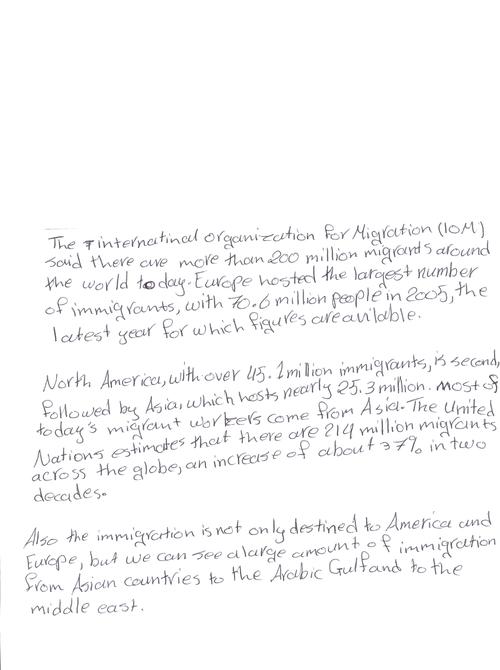 The internatinal organization for Migration (IOM)
said there are more than 200 million migrants around
the world today. Europe hosted the largest number
of immigrants, with 70.6 million people in 2005, the
latest year for which figures are avilable.
North America, with over 45.1 million immigrants, is second,
followed by Asia, which hosts nearly 25.3 million. most of
today's migrant workers come from Asia. The United
Nations estimates that there are 214 million migrants
across the globe, an increase of about 37% in two
decades.
Also the immigration is not only destined to America and
Europe, but we can see a large amount of immigration
from Asian countries to the Arabic Gulf and to the
middle east.